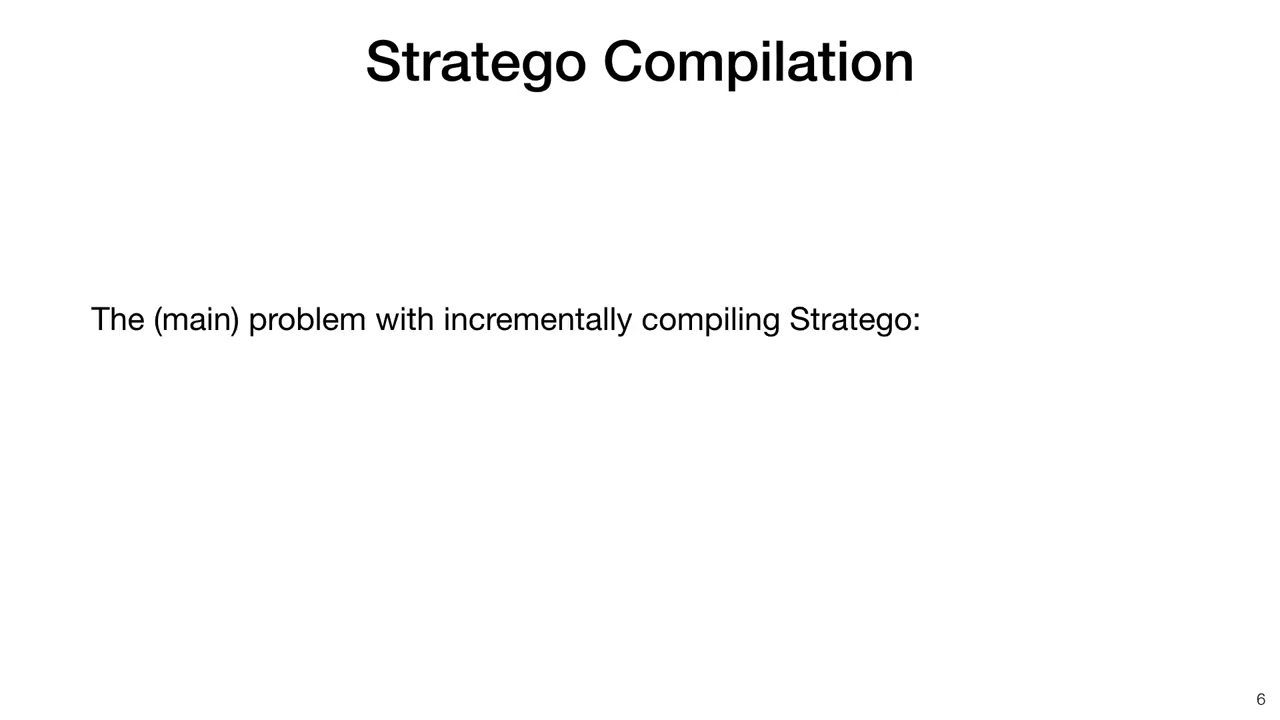 Stratego Compilation
The (main) problem with incrementally compiling Stratego:
6